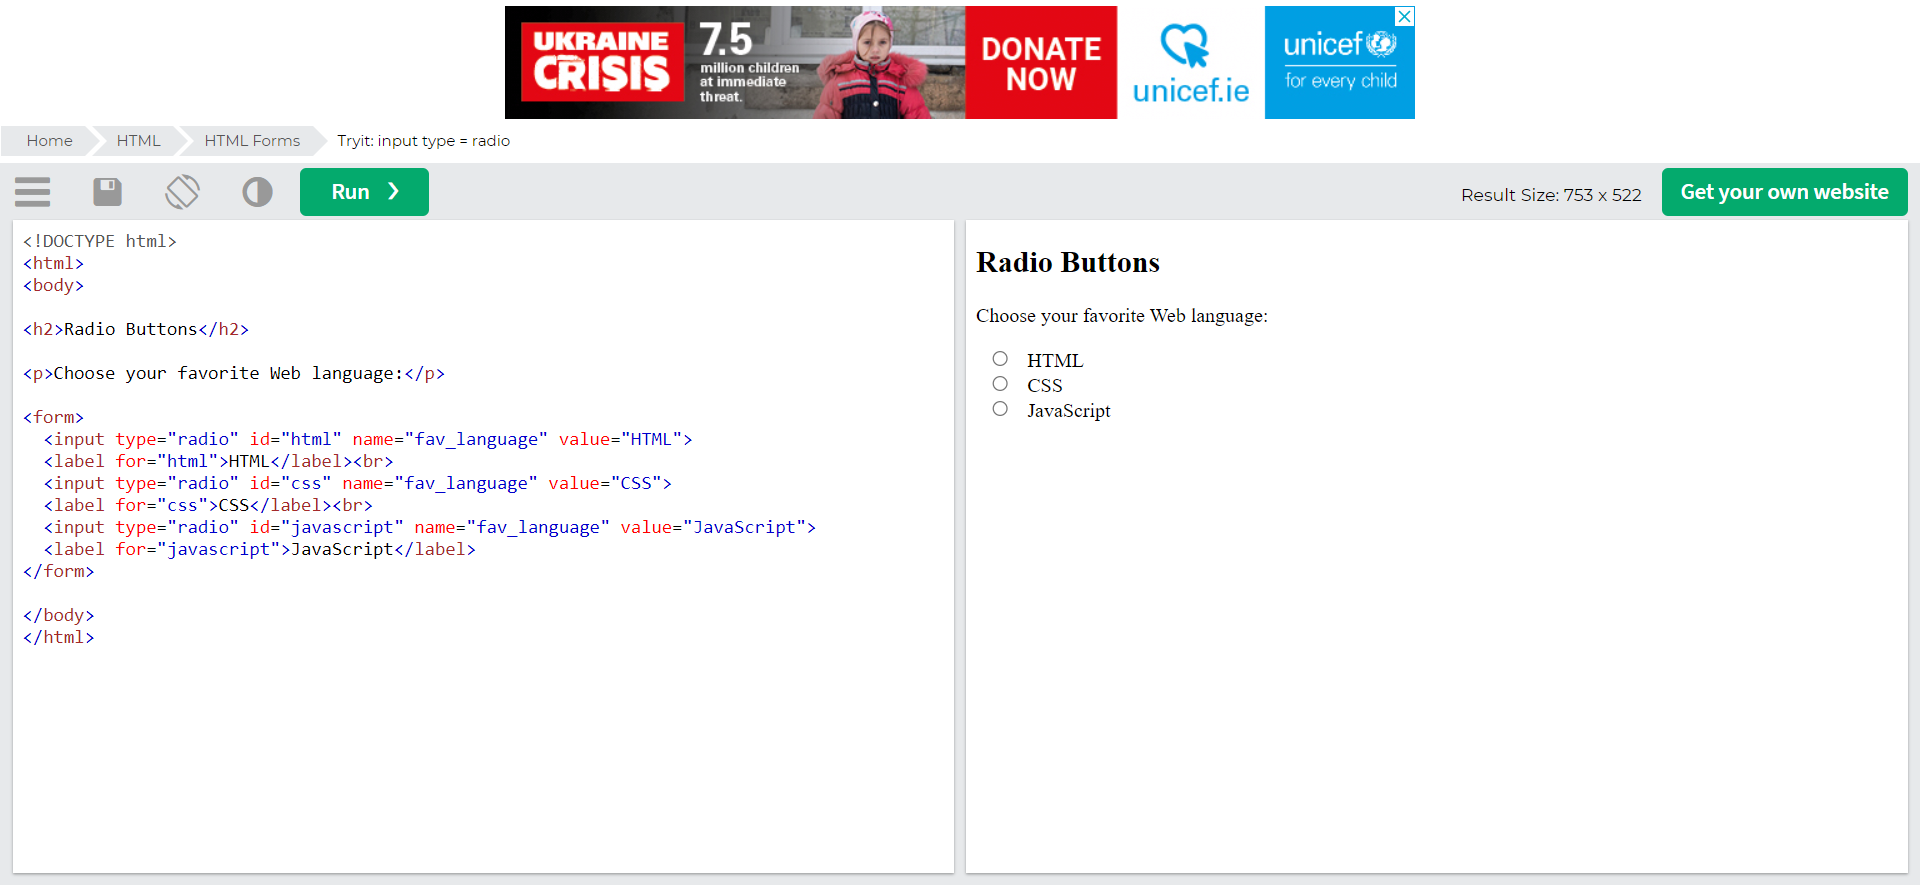 UKRAINE
CRISIS
7.5
million children
at immediate
threat.
DONATE
NOW
unicef.ie
unicef
for every child
Home HTML HTML Forms Tryit: input type = radio
Run ❯
Result Size: 753 x 522
Get your own website
<!DOCTYPE html>
<html>
<body>
<h2>Radio Buttons</h2>
<p>Choose your favorite Web language:</p>
<form>
  <input type="radio" id="html" name="fav_language" value="HTML">
  <label for="html">HTML</label><br>
  <input type="radio" id="css" name="fav_language" value="CSS">
  <label for="css">CSS</label><br>
  <input type="radio" id="javascript" name="fav_language" value="JavaScript">
  <label for="javascript">JavaScript</label>
</form>
</body>
</html>
Radio Buttons
Choose your favorite Web language:
HTML
CSS
JavaScript